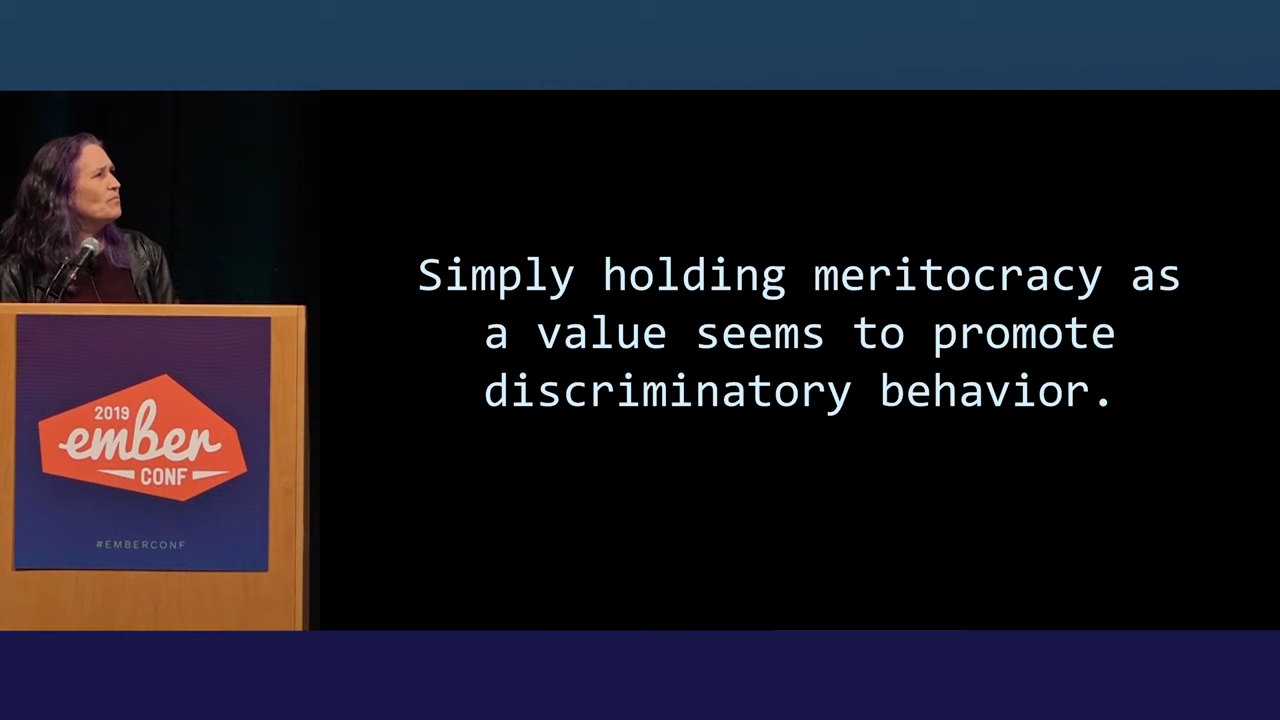 Simply holding meritocracy as
a value seems to promote
discriminatory behavior.
2019
ember
CONF
#EMBERCONF